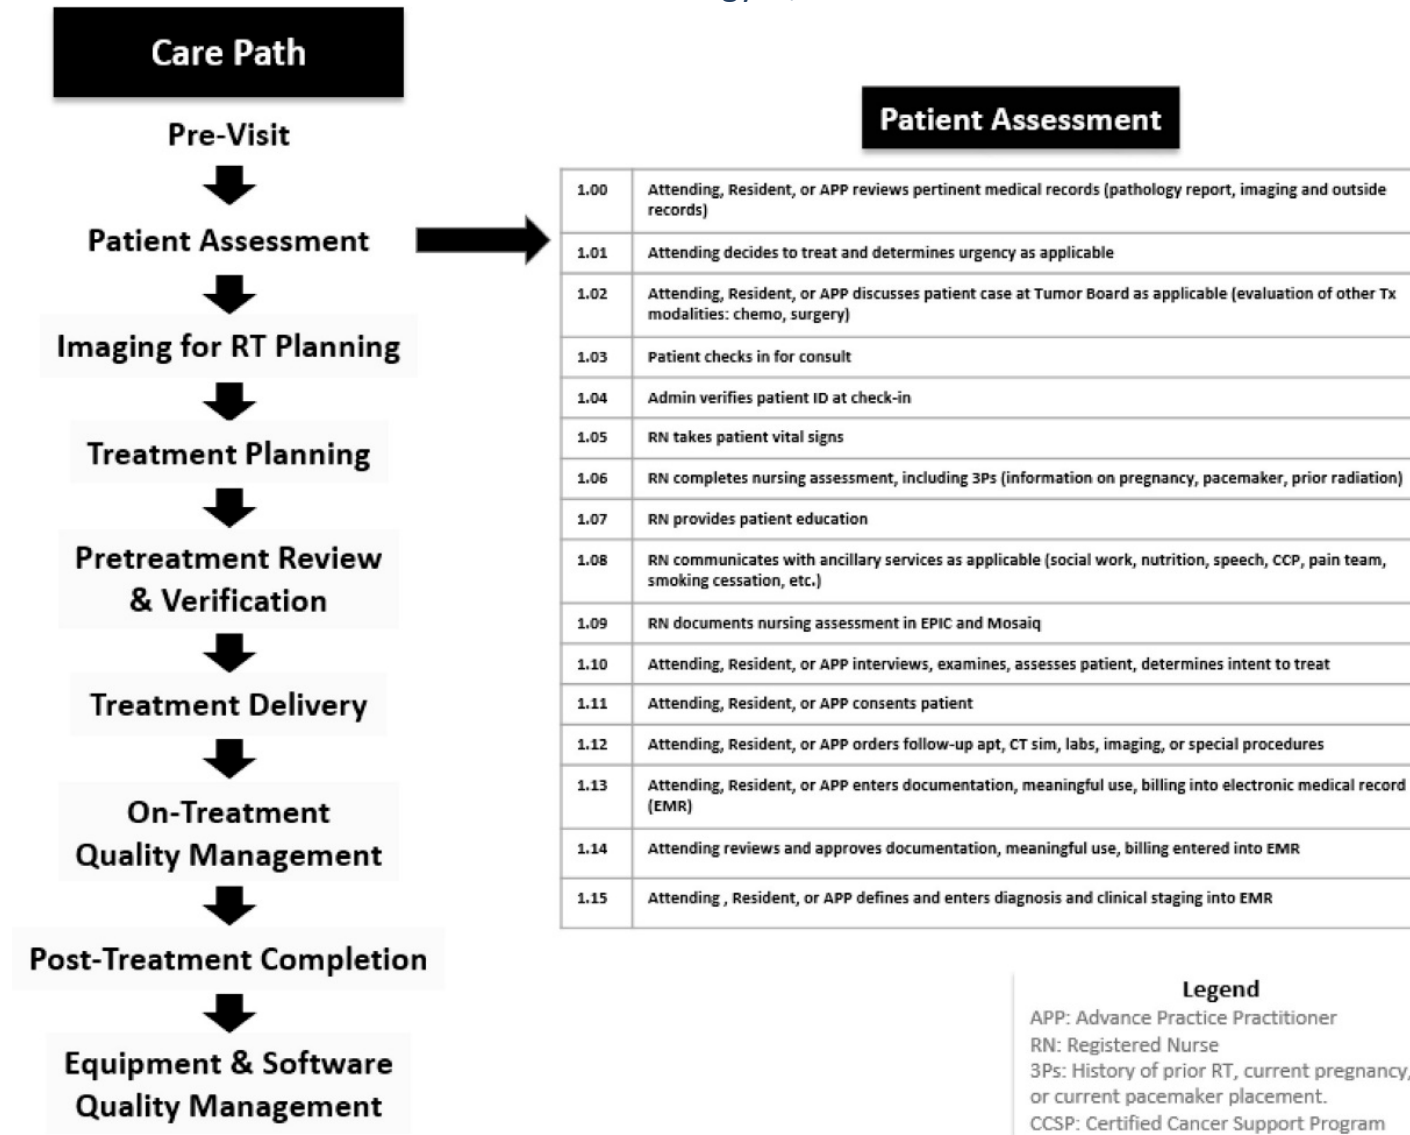 Care Path
Pre-Visit
Patient Assessment
Imaging for RT Planning
Treatment Planning
Pretreatment Review
& Verification
Treatment Delivery
On-Treatment
Quality Management
Post-Treatment Completion
Equipment & Software
Quality Management
Patient Assessment
1.00 Attending, Resident, or APP reviews pertinent medical records (pathology report, imaging and outside
records)
1.01 Attending decides to treat and determines urgency as applicable
1.02 Attending, Resident, or APP discusses patient case at Tumor Board as applicable (evaluation of other Tx
modalities: chemo, surgery)
1.03 Patient checks in for consult
1.04 Admin verifies patient ID at check-in
1.05 RN takes patient vital signs
1.06 RN completes nursing assessment, including 3Ps (information on pregnancy, pacemaker, prior radiation)
1.07 RN provides patient education
1.08 RN communicates with ancillary services as applicable (social work, nutrition, speech, CCP, pain team,
smoking cessation, etc.)
1.09 RN documents nursing assessment in EPIC and Mosaiq
1.10 Attending, Resident, or APP interviews, examines, assesses patient, determines intent to treat
1.11 Attending, Resident, or APP consents patient
1.12 Attending, Resident, or APP orders follow-up apt, CT sim, labs, imaging, or special procedures
1.13 Attending, Resident, or APP enters documentation, meaningful use, billing into electronic medical record
(EMR)
1.14 Attending reviews and approves documentation, meaningful use, billing entered into EMR
1.15 Attending , Resident, or APP defines and enters diagnosis and clinical staging into EMR
Legend
APP: Advance Practice Practitioner
RN: Registered Nurse
3Ps: History of prior RT, current pregnancy,
or current pacemaker placement.
CCSP: Certified Cancer Support Program